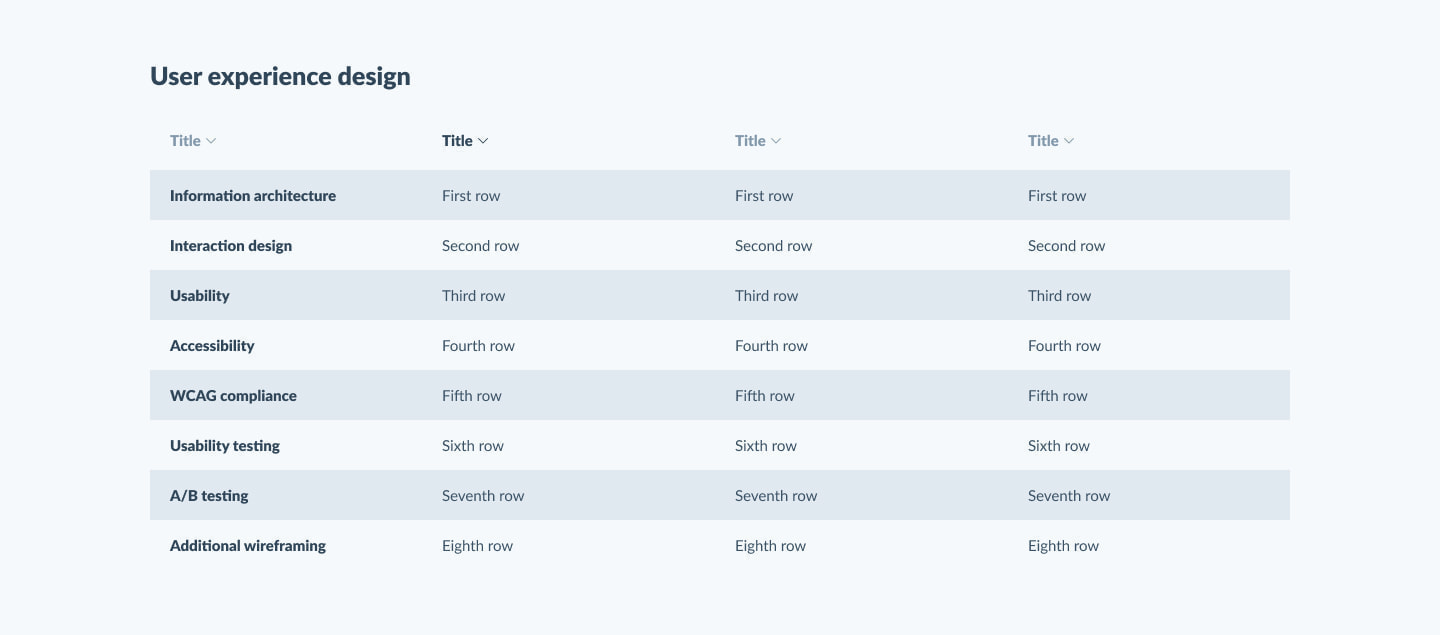 User experience design
Title Title Title Title
Information architecture First row First row First row
Interaction design Second row Second row Second row
Usability Third row Third row Third row
Accessibility Fourth row Fourth row Fourth row
WCAG compliance Fifth row Fifth row Fifth row
Usability testing Sixth row Sixth row Sixth row
A/B testing Seventh row Seventh row Seventh row
Additional wireframing Eighth row Eighth row Eighth row